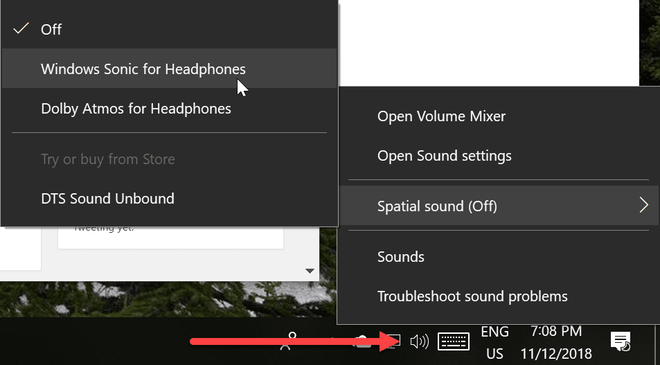 Off
Windows Sonic for Headphones
Dolby Atmos for Headphones
Try or buy from Store
DTS Sound Unbound
Tweeting yet.
Open Volume Mixer
Open Sound settings
Spatial sound (Off)
Sounds
Troubleshoot sound problems
ENG
US
7:08 PM
11/12/2018